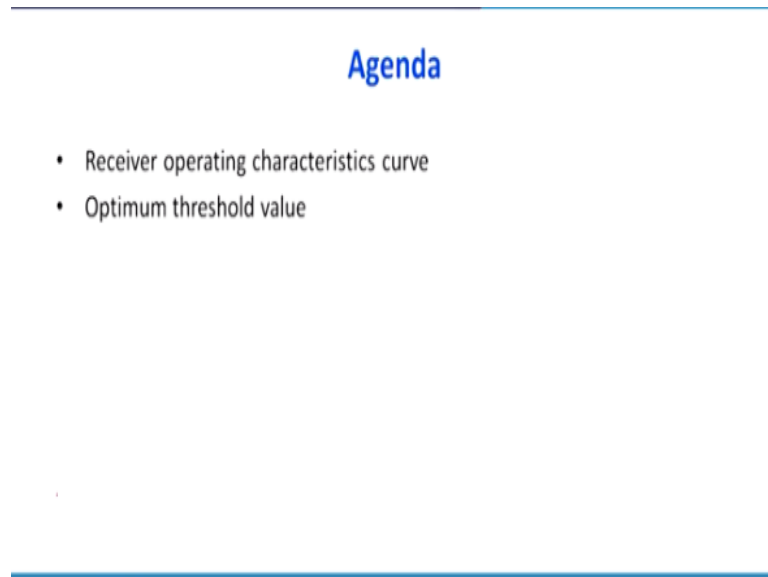 Agenda
• Receiver operating characteristics curve
• Optimum threshold value